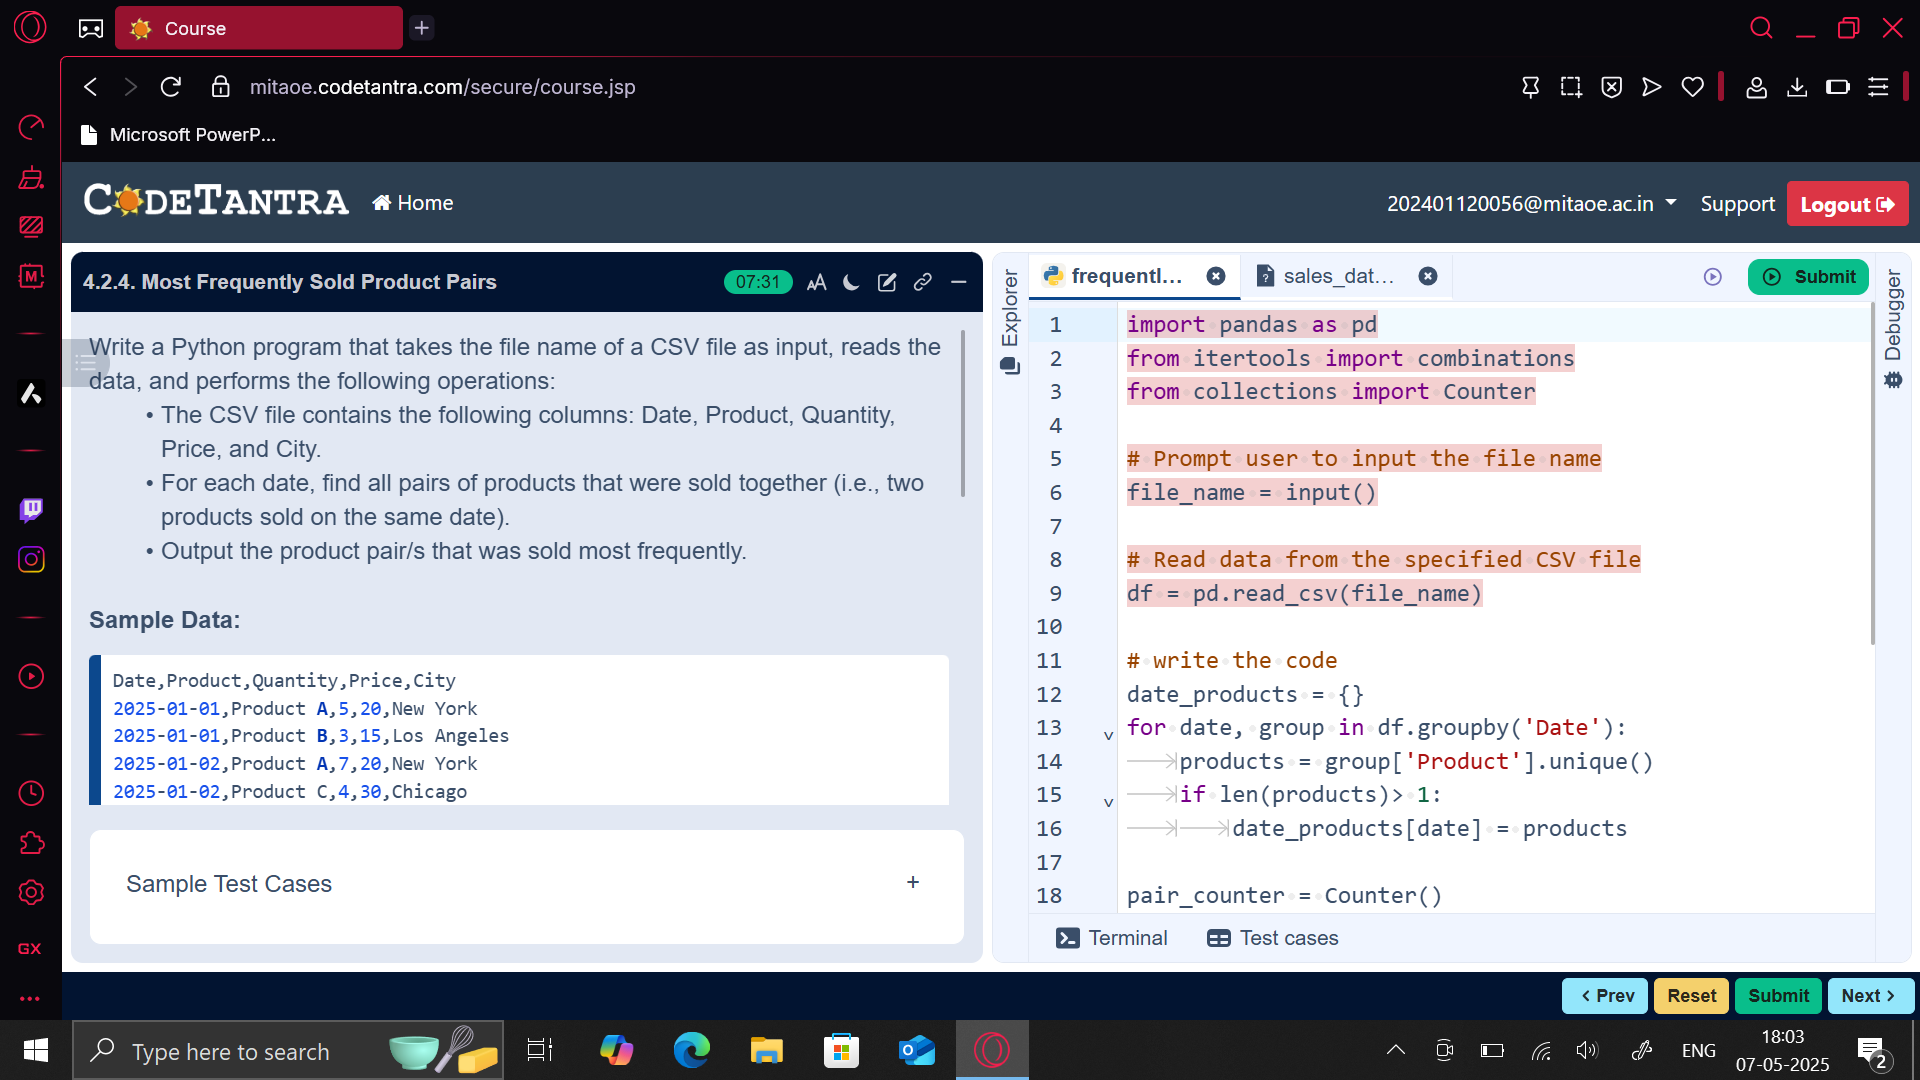 Course
mitaoe.codetantra.com/secure/course.jsp
Microsoft PowerP...
CODETANTRA
Home
202401120056@mitaoe.ac.in
Support
Logout
4.2.4. Most Frequently Sold Product Pairs
07:31
Write a Python program that takes the file name of a CSV file as input, reads the
data, and performs the following operations:
• The CSV file contains the following columns: Date, Product, Quantity,
Price, and City.
• For each date, find all pairs of products that were sold together (i.e., two
products sold on the same date).
• Output the product pair/s that was sold most frequently.
Sample Data:
Date,Product,Quantity,Price,City
2025-01-01,Product A,5,20,New York
2025-01-01,Product B,3,15,Los Angeles
2025-01-02,Product A,7,20,New York
2025-01-02,Product C,4,30,Chicago
Sample Test Cases
+
Explorer
frequentl...
sales_dat...
Submit
Debugger
1 import pandas as pd
2 from itertools import combinations
3 from collections import Counter
4
5 # Prompt user to input the file name
6 file_name = input()
7
8 # Read data from the specified CSV file
9 df = pd.read_csv(file_name)
10
11 # write the code
12 date_products = {}
13 for date, group in df.groupby('Date'):
14 products = group['Product'].unique()
15 if len(products)> 1:
16 date_products[date] = products
17
18 pair_counter = Counter()
Terminal
Test cases
Prev
Reset
Submit
Next
GX
Type here to search
ENG
18:03
07-05-2025
2